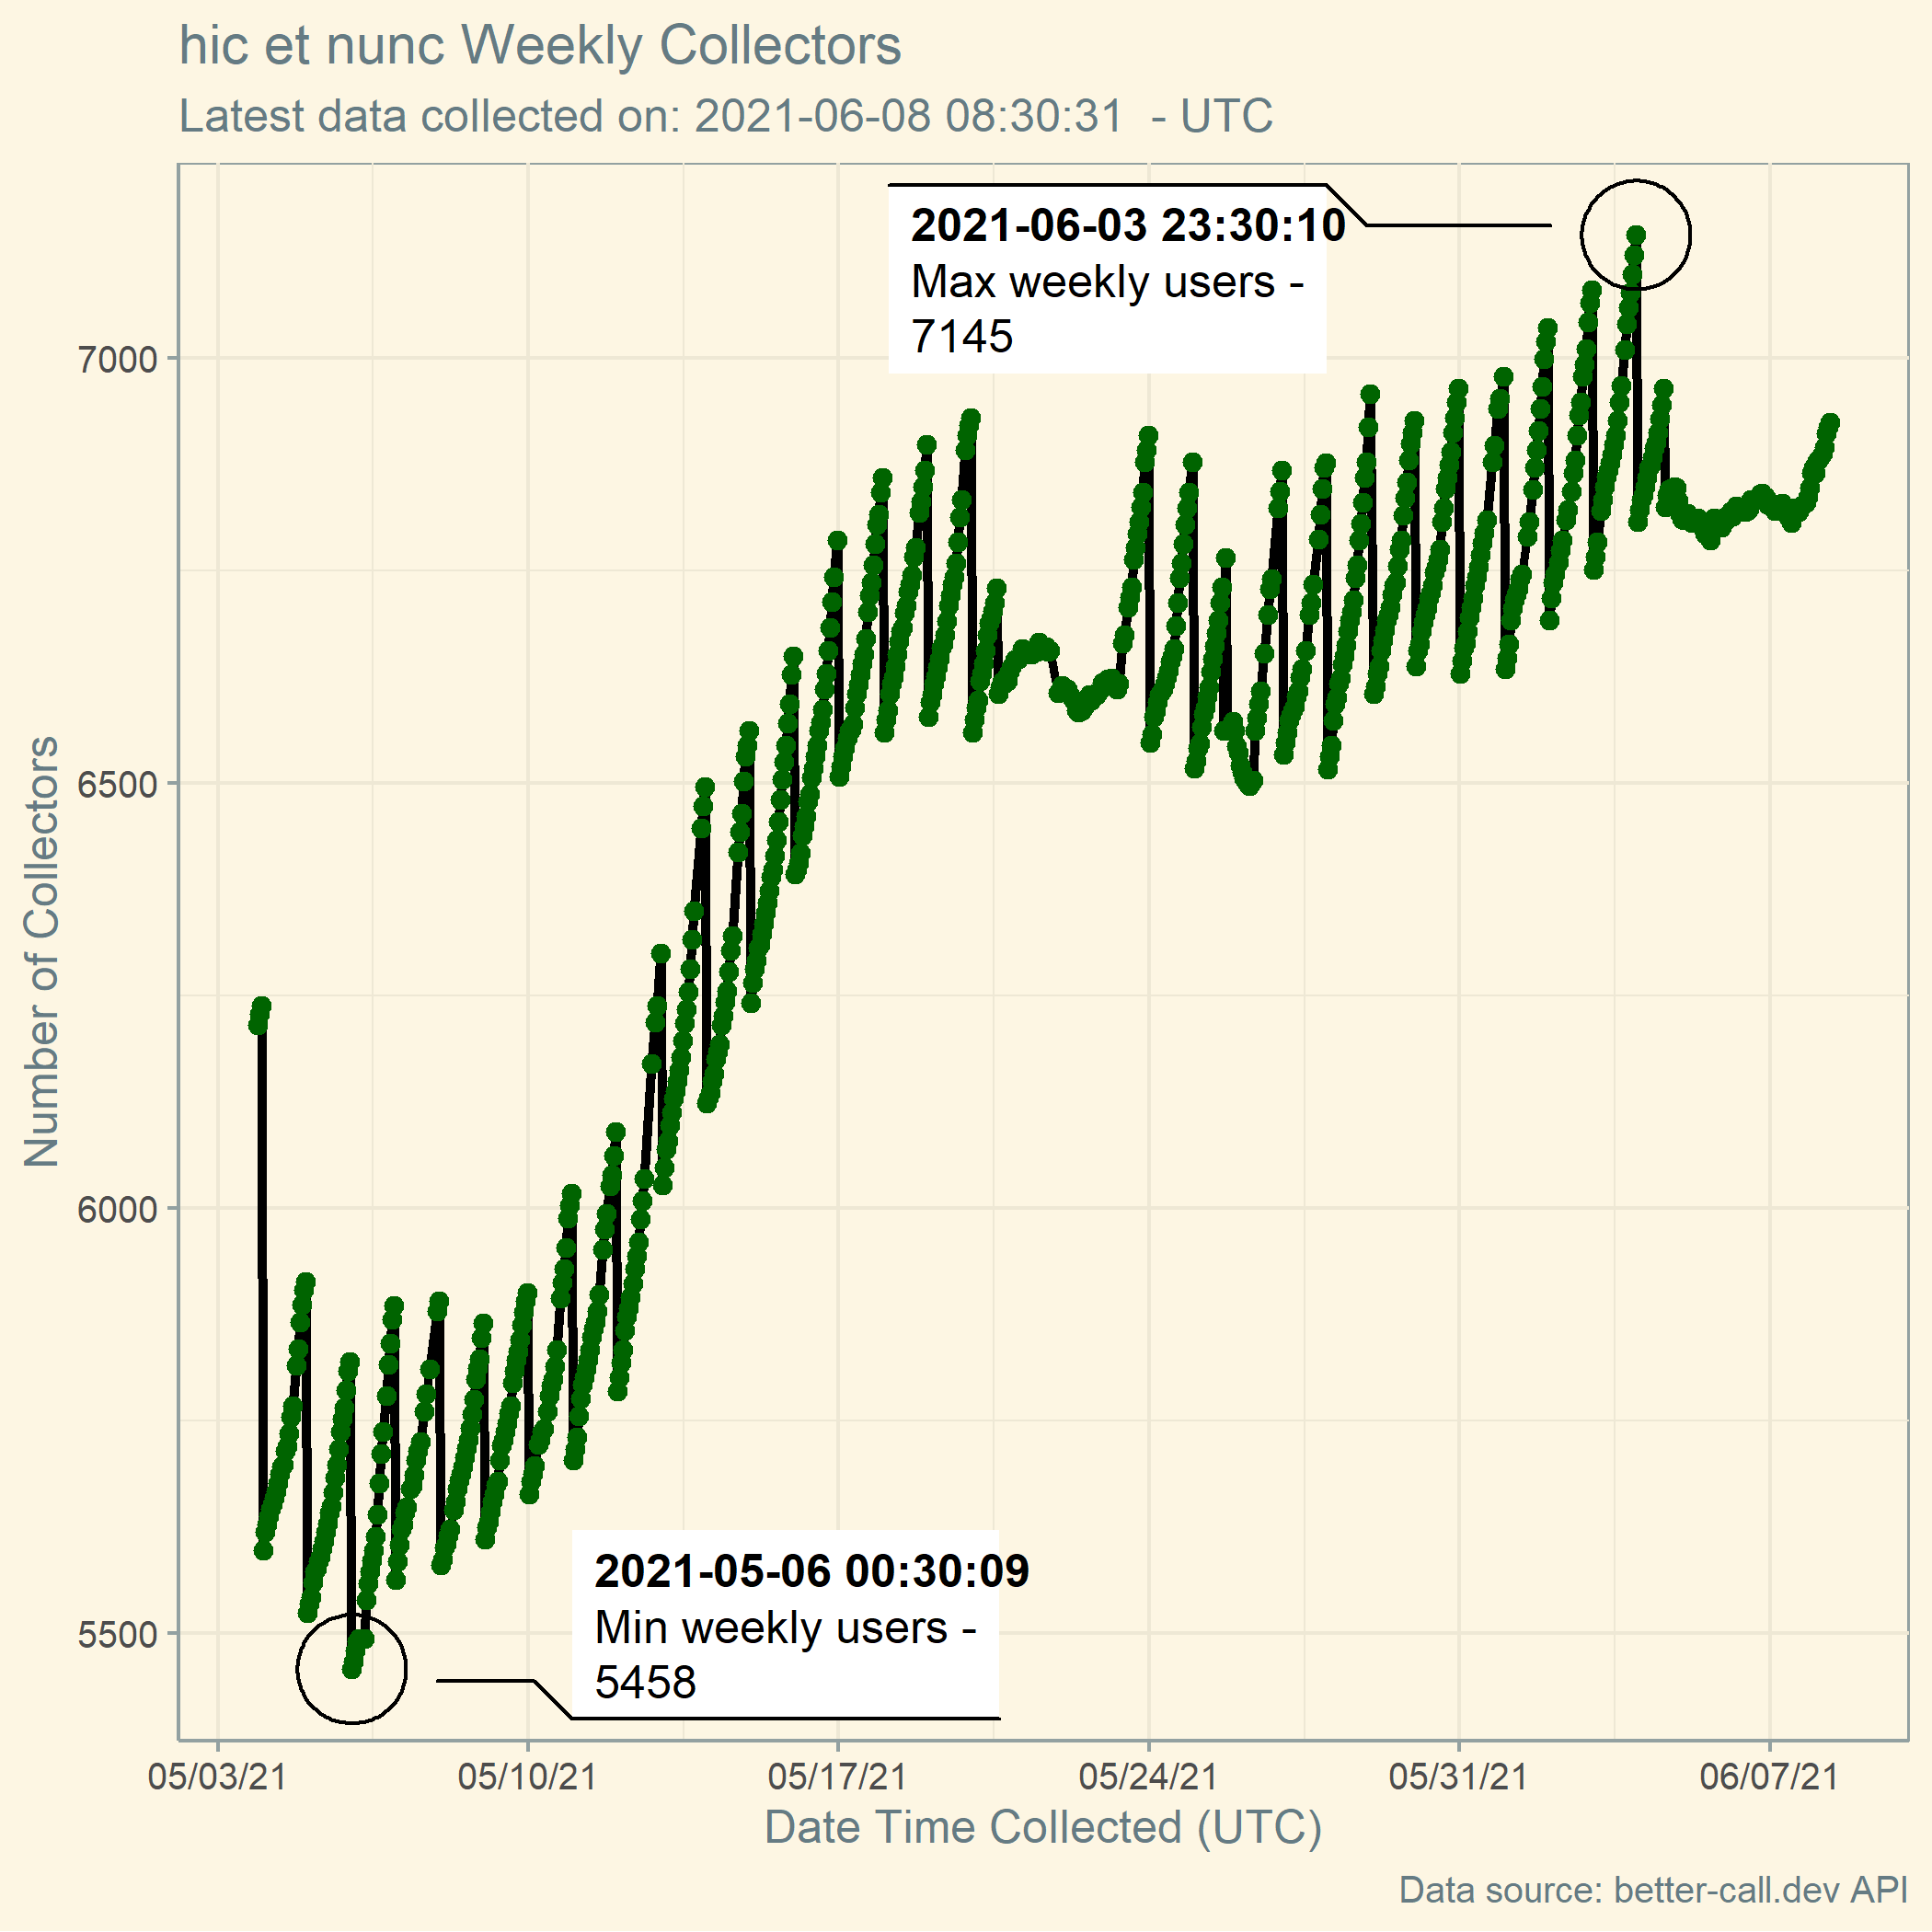 hic et nunc Weekly Collectors
Latest data collected on: 2021-06-08 08:30:31  - UTC
2021-06-03 23:30:10
Max weekly users -
7145
7000
6500
6000
5500
Number of Collectors
2021-05-06 00:30:09
Min weekly users -
5458
05/03/21 05/10/21 05/17/21 05/24/21 05/31/21 06/07/21
Date Time Collected (UTC)
Data source: better-call.dev API